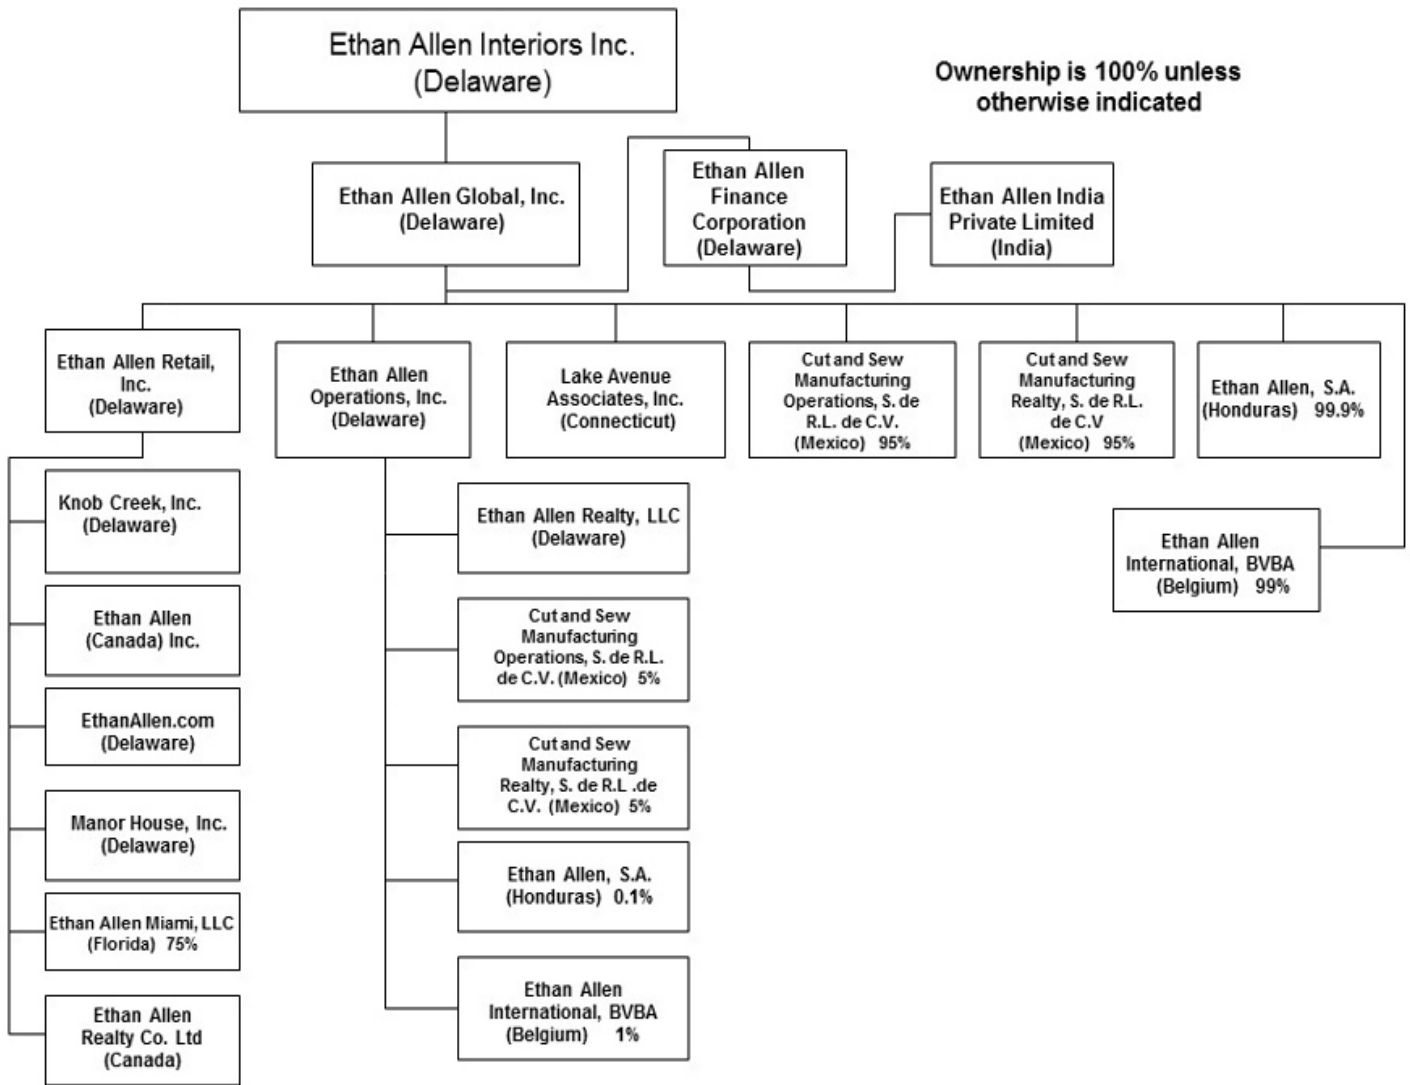 Ethan Allen Interiors Inc.
(Delaware)
Ownership is 100% unless
otherwise indicated
Ethan Allen Global, Inc.
(Delaware)
Ethan Allen
Finance
Corporation
(Delaware)
Ethan Allen India
Private Limited
(India)
Ethan Allen Retail,
Inc.
(Delaware)
Ethan Allen
Operations, Inc.
(Delaware)
Lake Avenue
Associates, Inc.
(Connecticut)
Cut and Sew
Manufacturing
Operations, S. de
R.L. de C.V.
(Mexico) 95%
Cut and Sew
Manufacturing
Realty, S. de R.L.
de C.V
(Mexico) 95%
Ethan Allen, S.A.
(Honduras) 99.9%
Knob Creek, Inc.
(Delaware)
Ethan Allen
(Canada) Inc.
EthanAllen.com
(Delaware)
Manor House, Inc.
(Delaware)
Ethan Allen Miami, LLC
(Florida) 75%
Ethan Allen
Realty Co. Ltd
(Canada)
Ethan Allen Realty, LLC
(Delaware)
Cut and Sew
Manufacturing
Operations, S. de R.L.
de C.V. (Mexico) 5%
Cut and Sew
Manufacturing
Realty, S. de R.L .de
C.V. (Mexico) 5%
Ethan Allen, S.A.
(Honduras) 0.1%
Ethan Allen
International, BVBA
(Belgium) 1%
Ethan Allen
International, BVBA
(Belgium) 99%